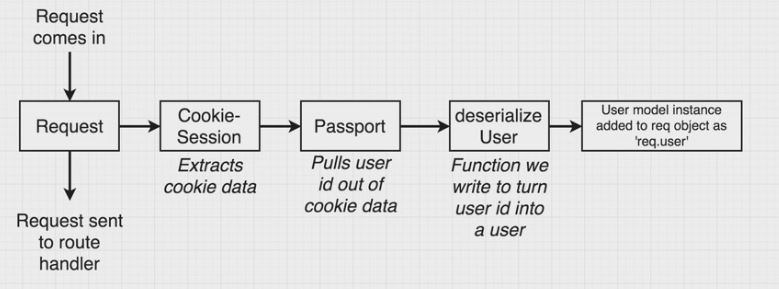 Request
comes in
Request
Cookie-
Session
Passport
deserialize
User
User model instance
added to req object as
'req.user'
Extracts
cookie data
Pulls user
id out of
cookie data
Function we
write to turn
user id into
a user
Request sent
to route
handler